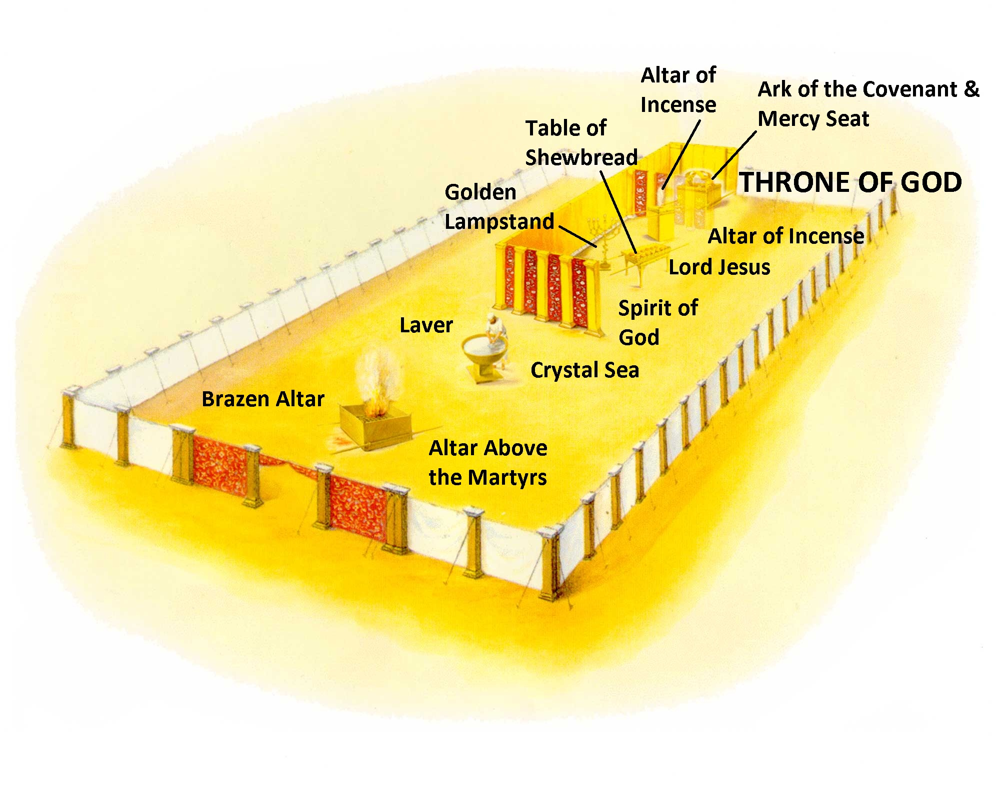 Altar of
Incense
Ark of the Covenant &
Mercy Seat
Table of
Shewbread
THRONE OF GOD
Golden
Lampstand
Altar of Incense
Lord Jesus
Spirit of
God
Laver
Crystal Sea
Brazen Altar
Altar Above
the Martyrs